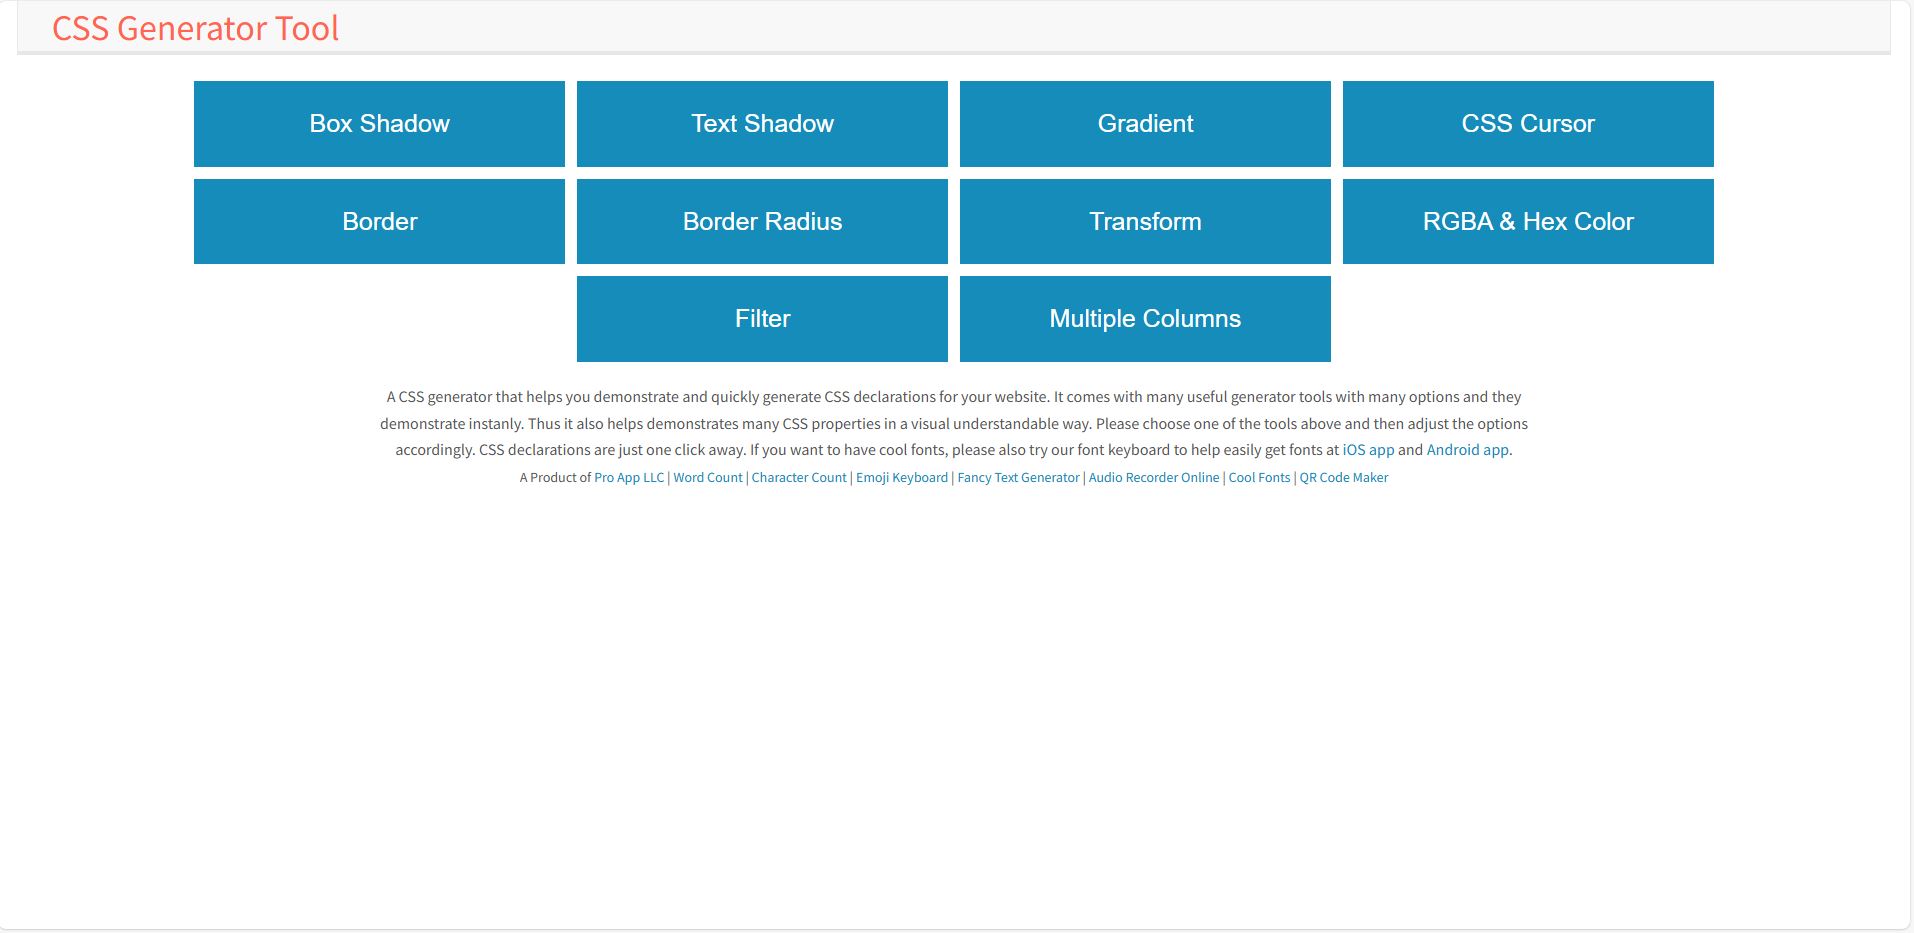 CSS Generator Tool
Box Shadow
Text Shadow
Gradient
CSS Cursor
Border
Border Radius
Transform
RGBA & Hex Color
Filter
Multiple Columns
A CSS generator that helps you demonstrate and quickly generate CSS declarations for your website. It comes with many useful generator tools with many options and they
demonstrate instanly. Thus it also helps demonstrates many CSS properties in a visual understandable way. Please choose one of the tools above and then adjust the options
accordingly. CSS declarations are just one click away. If you want to have cool fonts, please also try our font keyboard to help easily get fonts at iOS app and Android app.
A Product of Pro App LLC | Word Count | Character Count | Emoji Keyboard | Fancy Text Generator | Audio Recorder Online | Cool Fonts | QR Code Maker